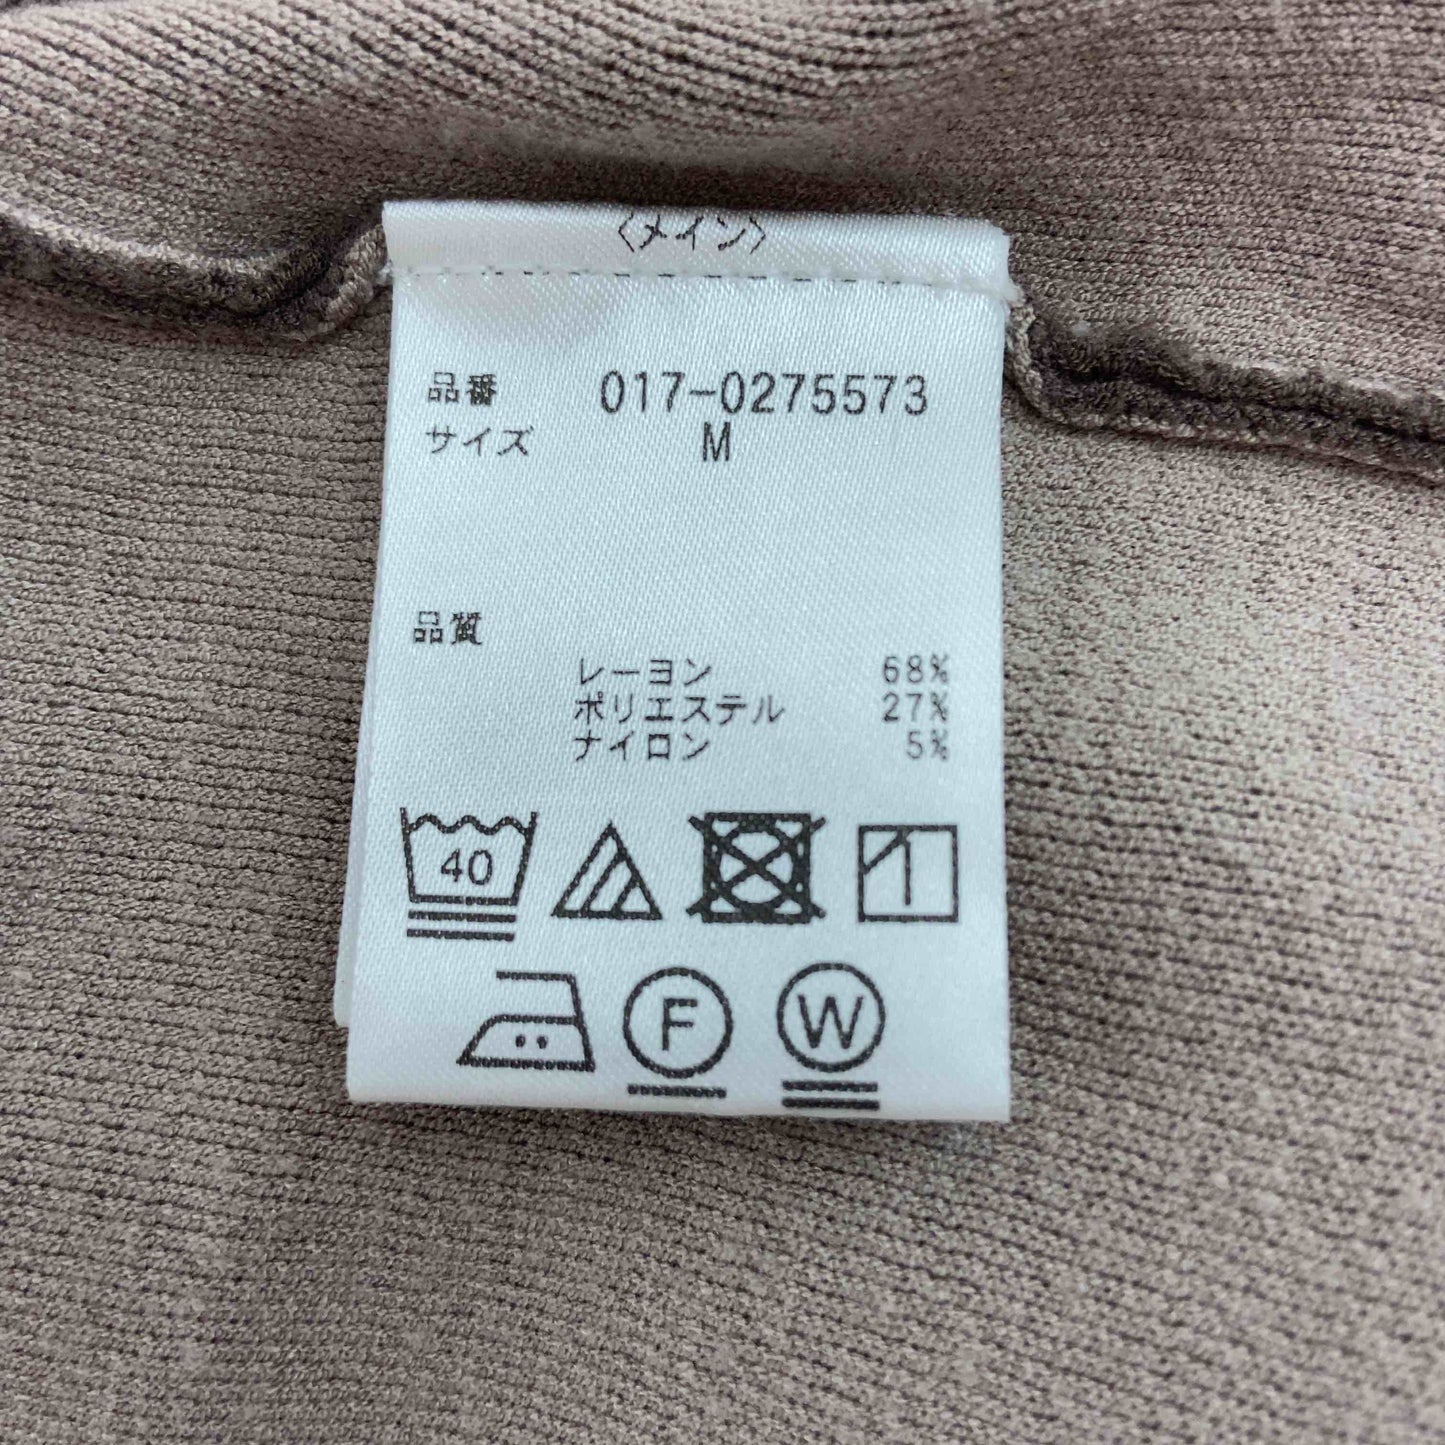 〈メイン〉
品番 017-0275573
サイズ M
品質
レーヨン 68%
ポリエステル 27%
ナイロン 5%
40
F
W